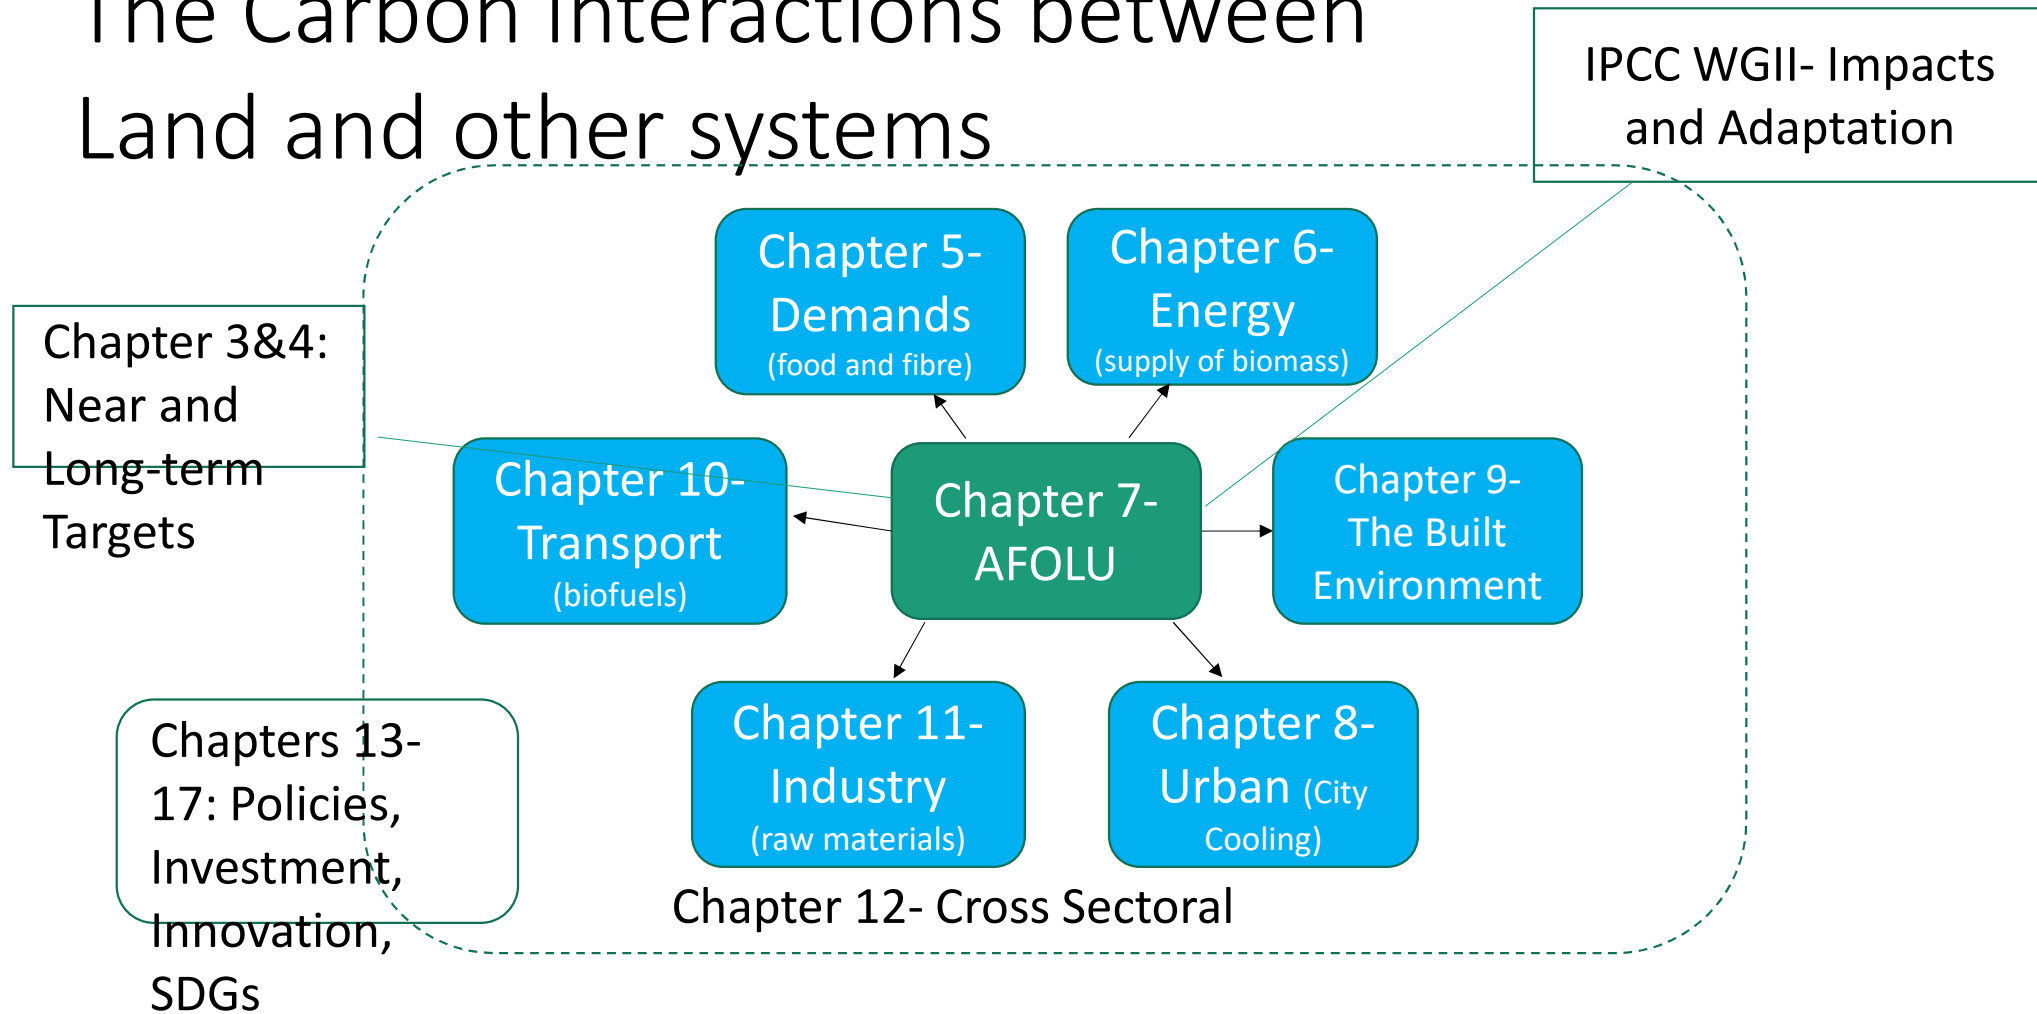 The Carbon interactions between
Land and other systems
IPCC WGII- Impacts
and Adaptation
Chapter 5-
Demands
(food and fibre)
Chapter 6-
Energy
(supply of biomass)
Chapter 3&4:
Near and
Long-term
Targets
Chapter 10-
Transport
(biofuels)
Chapter 7-
AFOLU
Chapter 9-
The Built
Environment
Chapters 13-
17: Policies,
Investment,
Innovation,
SDGs
Chapter 11-
Industry
(raw materials)
Chapter 8-
Urban (City
Cooling)
Chapter 12- Cross Sectoral